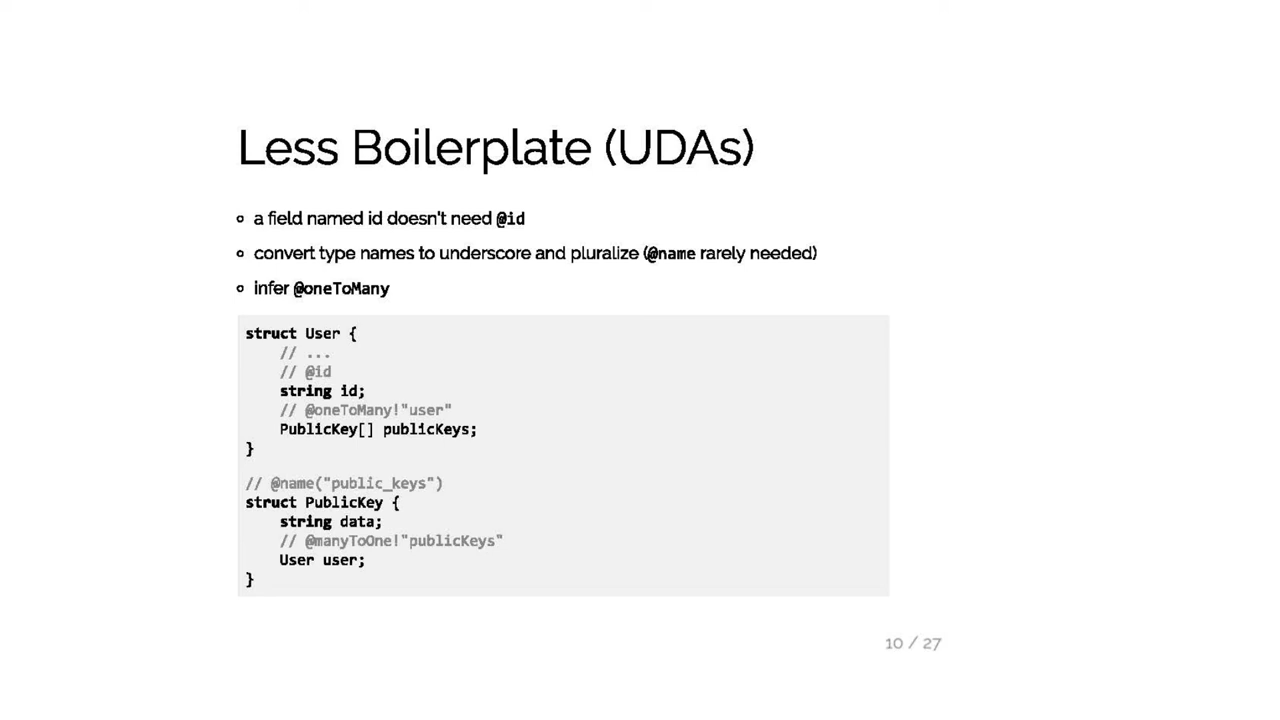 Less Boilerplate (UDAs)
a field named id doesn't need @id
convert type names to underscore and pluralize (@name rarely needed)
infer @oneToMany
struct User {
    // ...
    // @id
    string id;
    // @oneToMany!"user"
    PublicKey[] publicKeys;
}
// @name("public_keys")
struct PublicKey {
    string data;
    // @manyToOne!"publicKeys"
    User user;
}
10 / 27